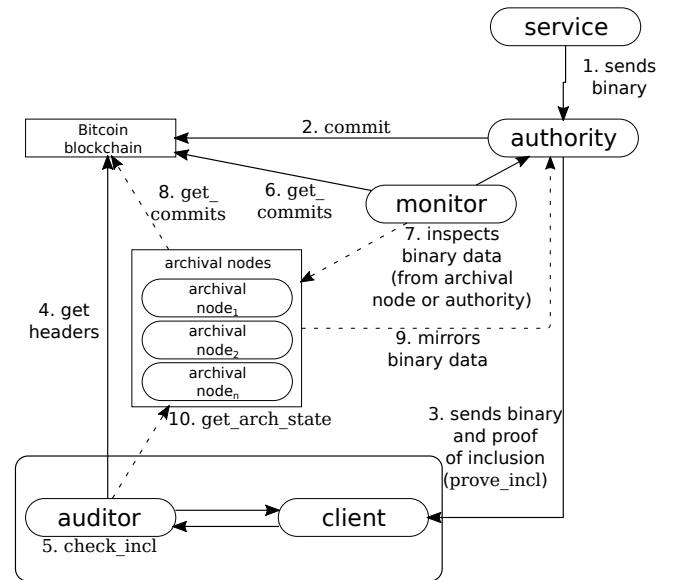 service
1. sends
binary
Bitcoin
blockchain
2. commit
authority
8. get_
commits
6. get_
commits
monitor
7. inspects
binary data
(from archival
node or authority)
archival nodes
archival
node1
archival
node2
archival
noden
4. get
headers
9. mirrors
binary data
10. get_arch_state
3. sends binary
and proof
of inclusion
(prove_incl)
auditor
client
5. check_incl